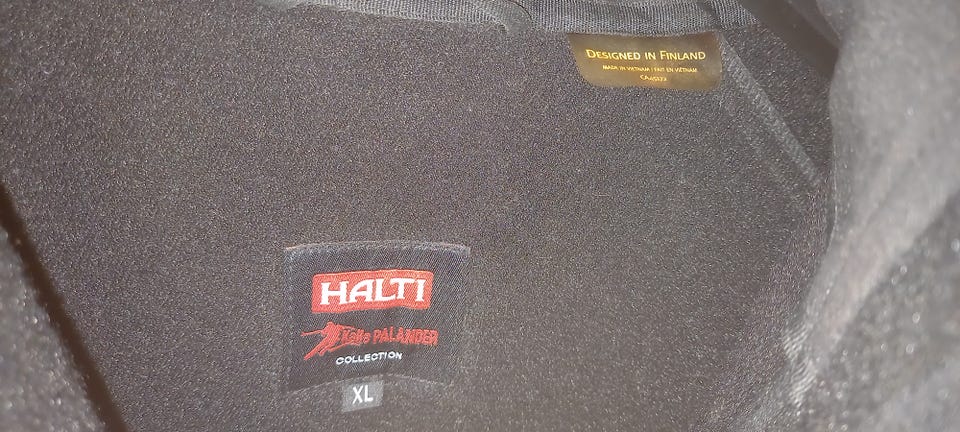 DESIGNED IN FINLAND
MADE IN VIETNAM / FAIT EN VIETNAM
HALTI
Kalle PALANDER
COLLECTION
XL